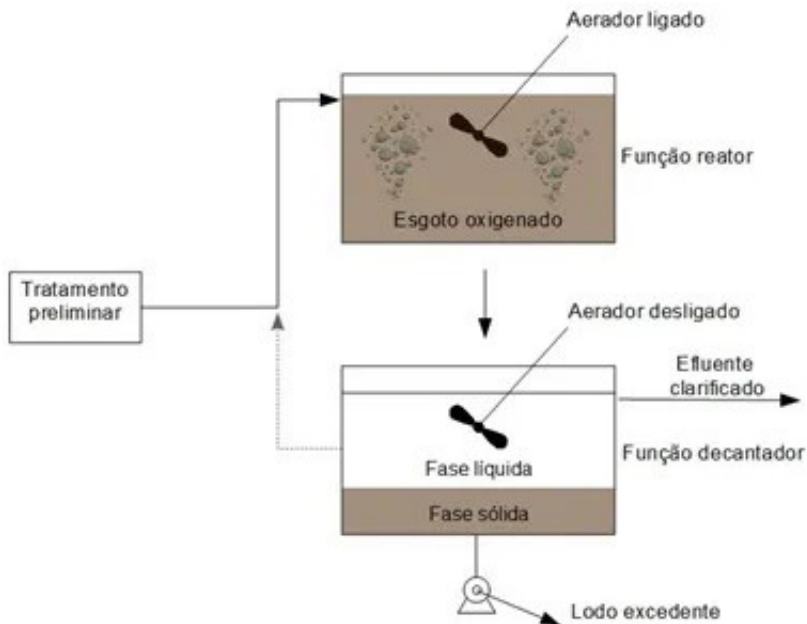 Aerador ligado
Função reator
Esgoto oxigenado
Tratamento
preliminar
Aerador desligado
Efluente
clarificado
Função decantador
Fase líquida
Fase sólida
Lodo excedente